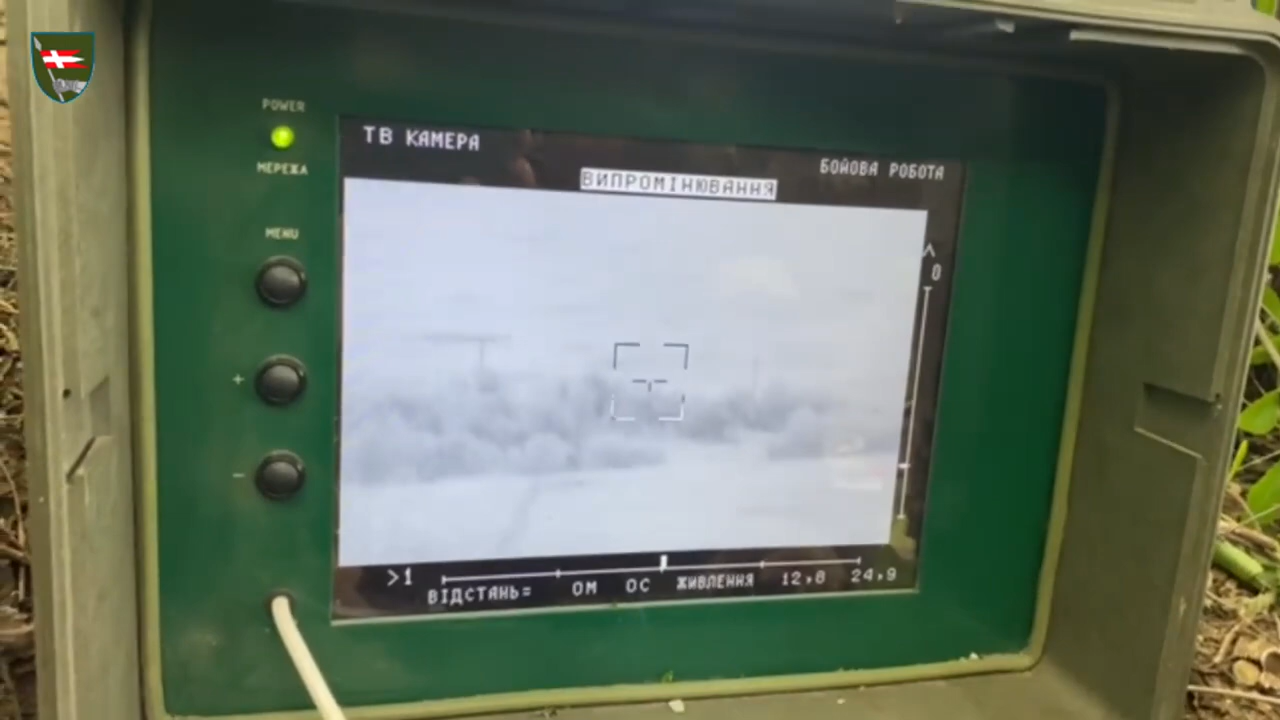 POWER
МЕРЕЖА
MENU
+
-
ТВ КАМЕРА
БОЙОВА РОБОТА
ВИПРОМІНЮВАННЯ
0
>1
ВІДСТАНЬ= 0М 0С ЖИВЛЕННЯ 12,8 24,9